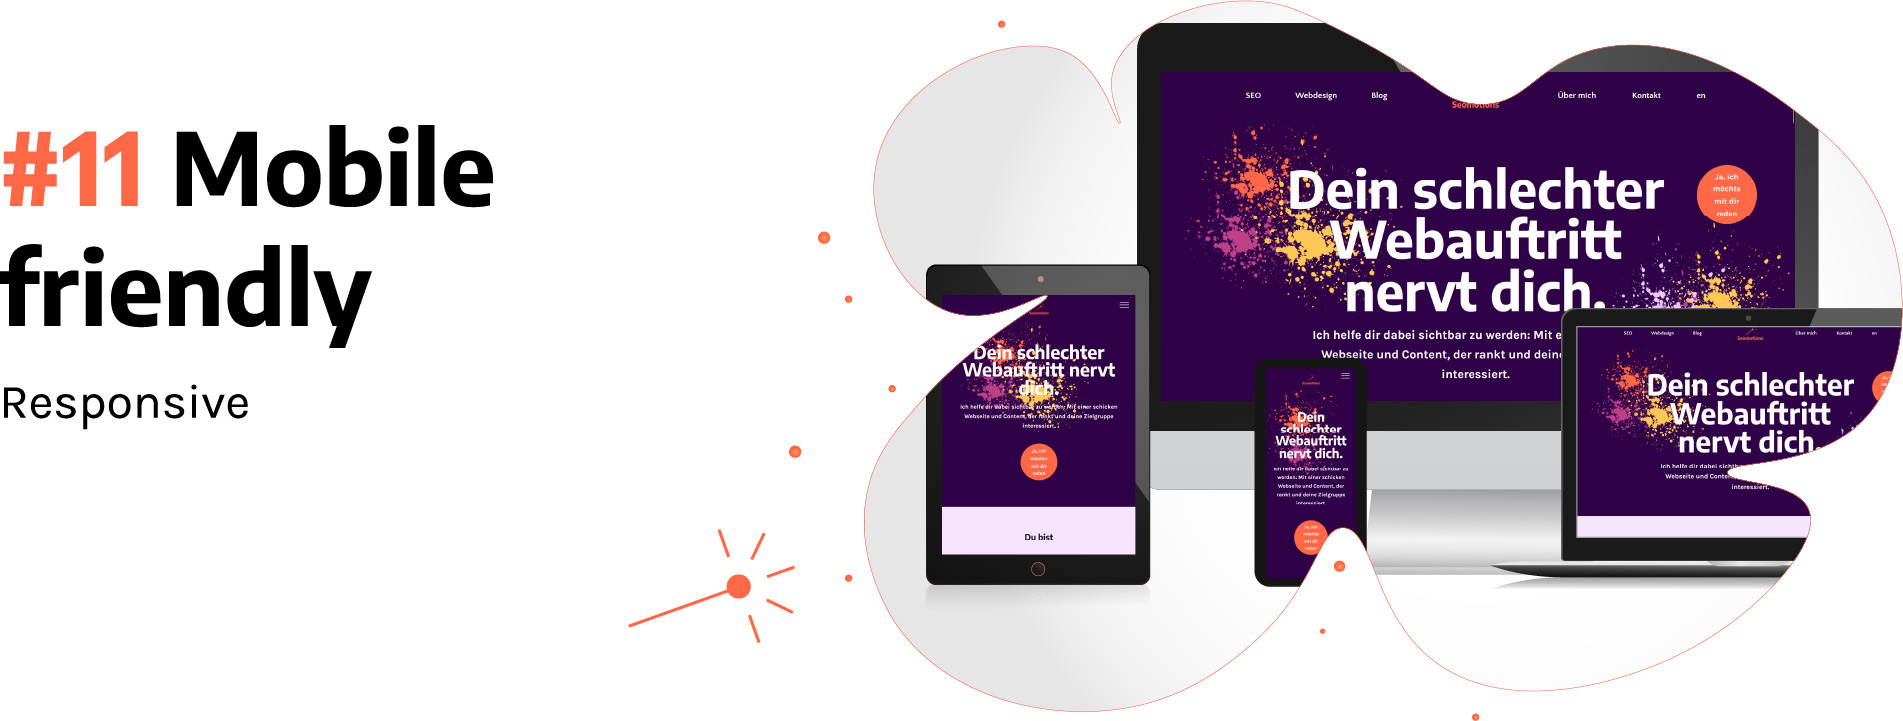 #11 Mobile
friendly
Responsive
SEO Webdesign Blog Seomotions Über mich Kontakt en
Dein schlechter
Webauftritt
nervt dich.
Ich helfe dir dabei sichtbar zu werden: Mit e
Webseite und Content, der rankt und deine
interessiert.
Ja, ich
möchte
mit dir
reden
Seomotions
Dein schlechter
Webauftritt nervt
dich.
Ich helfe dir dabei sichtbar zu werden: Mit einer schicken
Webseite und Content, der rankt und deine Zielgruppe
interessiert.
Ja, ich
möchte
mit dir
reden
Du bist
Dein
schlechter
Webauftritt
nervt dich.
Ich helfe dir dabei sichtbar zu
werden: Mit einer schicken
Webseite und Content, der
rankt und deine Zielgruppe
interessiert.
Ja, ich
möchte
mit dir
reden
SEO Webdesign Blog Seomotions Über mich Kontakt en
Dein schlechter
Webauftritt
nervt dich
Ich helfe dir dabei sichtba
Webseite und Content,
interessiert.